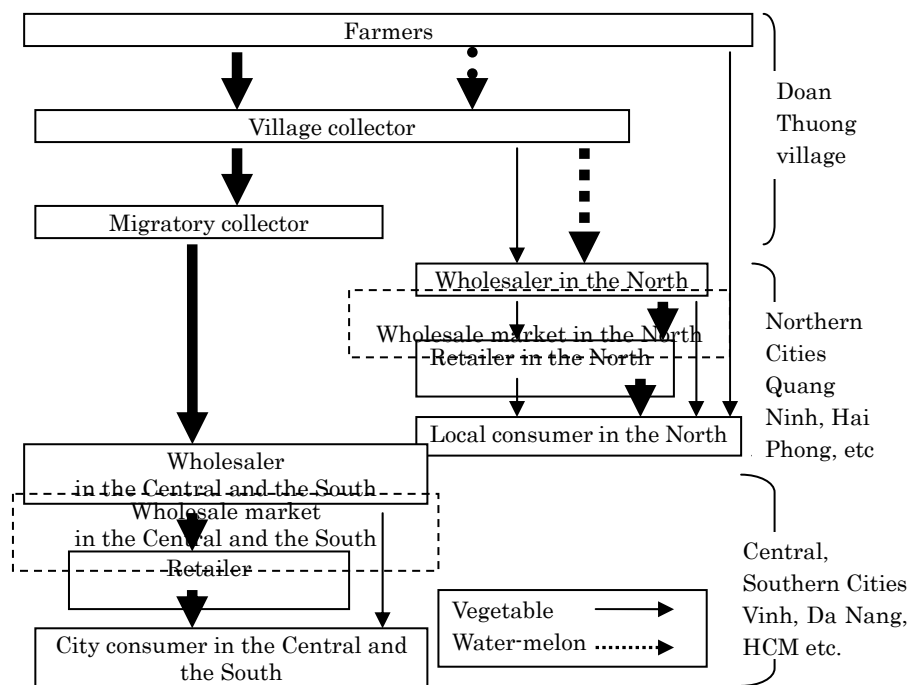 Farmers
Doan
Thuong
village
Village collector
Migratory collector
Wholesaler in the North
Wholesale market in the North
Retailer in the North
Local consumer in the North
Northern
Cities
Quang
Ninh, Hai
Phong, etc
Wholesaler
in the Central and the South
Wholesale market
in the Central and the South
Retailer
City consumer in the Central and
the South
Vegetable
Water-melon
Central,
Southern Cities
Vinh, Da Nang,
HCM etc.